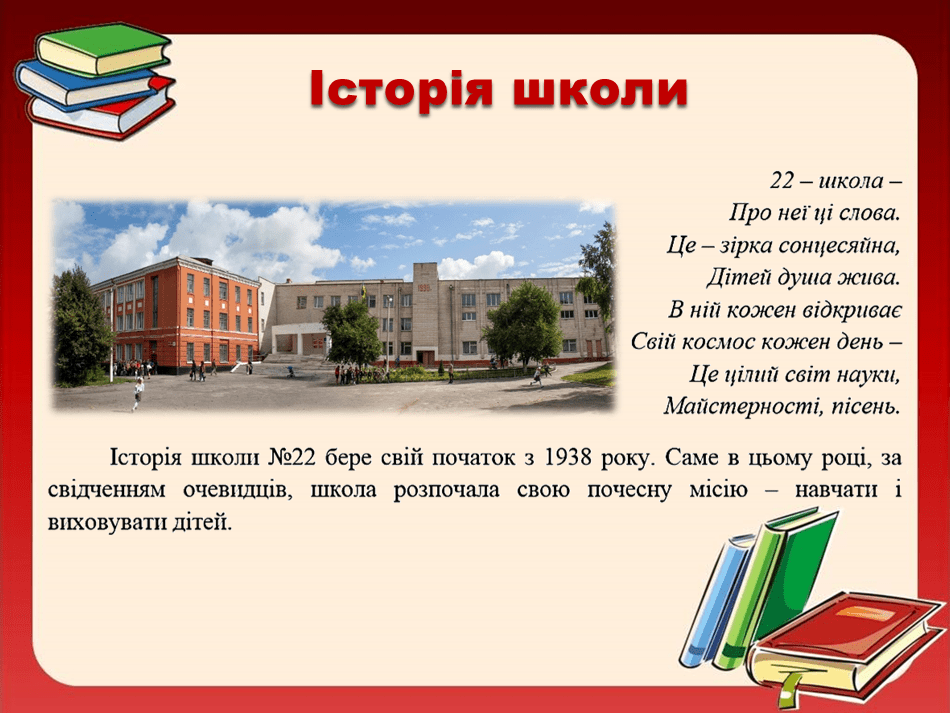 Історія школи
22 – школа –
Про неї ці слова.
Це – зірка сонцесяйна,
Дітей душа жива.
В ній кожен відкриває
Свій космос кожен день –
Це цілий світ науки,
Майстерності, пісень.
Історія школи №22 бере свій початок з 1938 року. Саме в цьому році, за
свідченням очевидців, школа розпочала свою почесну місію – навчати і
виховувати дітей.